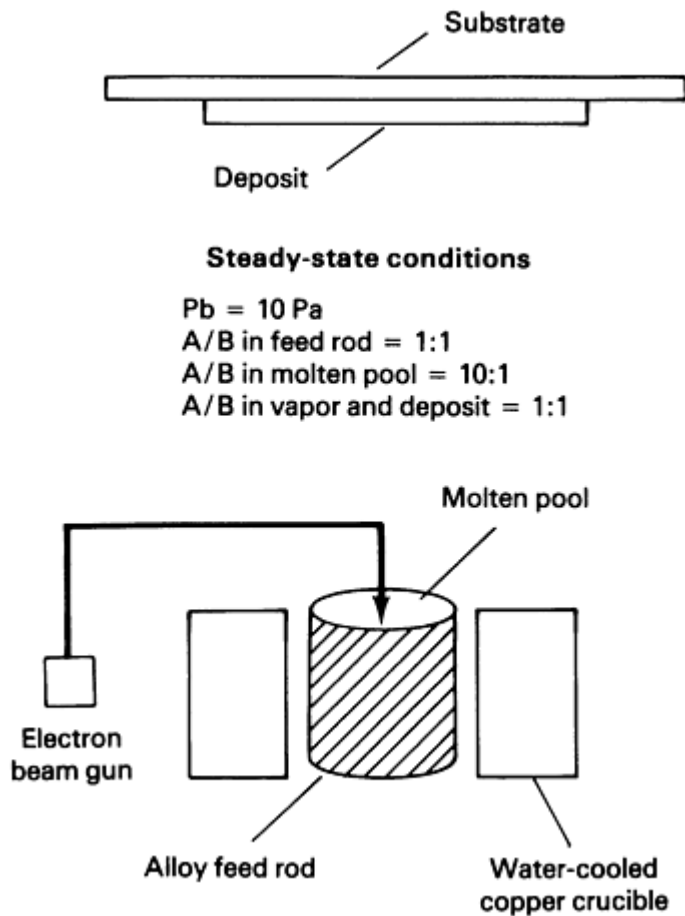 Substrate
Deposit
Steady-state conditions
Pb = 10 Pa
A/B in feed rod = 1:1
A/B in molten pool = 10:1
A/B in vapor and deposit = 1:1
Molten pool
Electron
beam gun
Alloy feed rod
Water-cooled
copper crucible